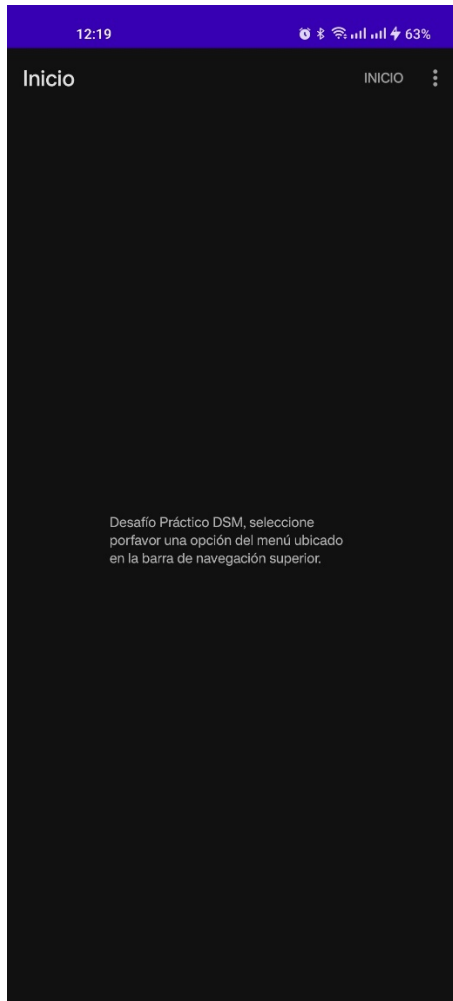 12:19 63%
Inicio INICIO
Desafío Práctico DSM, seleccione
porfavor una opción del menú ubicado
en la barra de navegación superior.